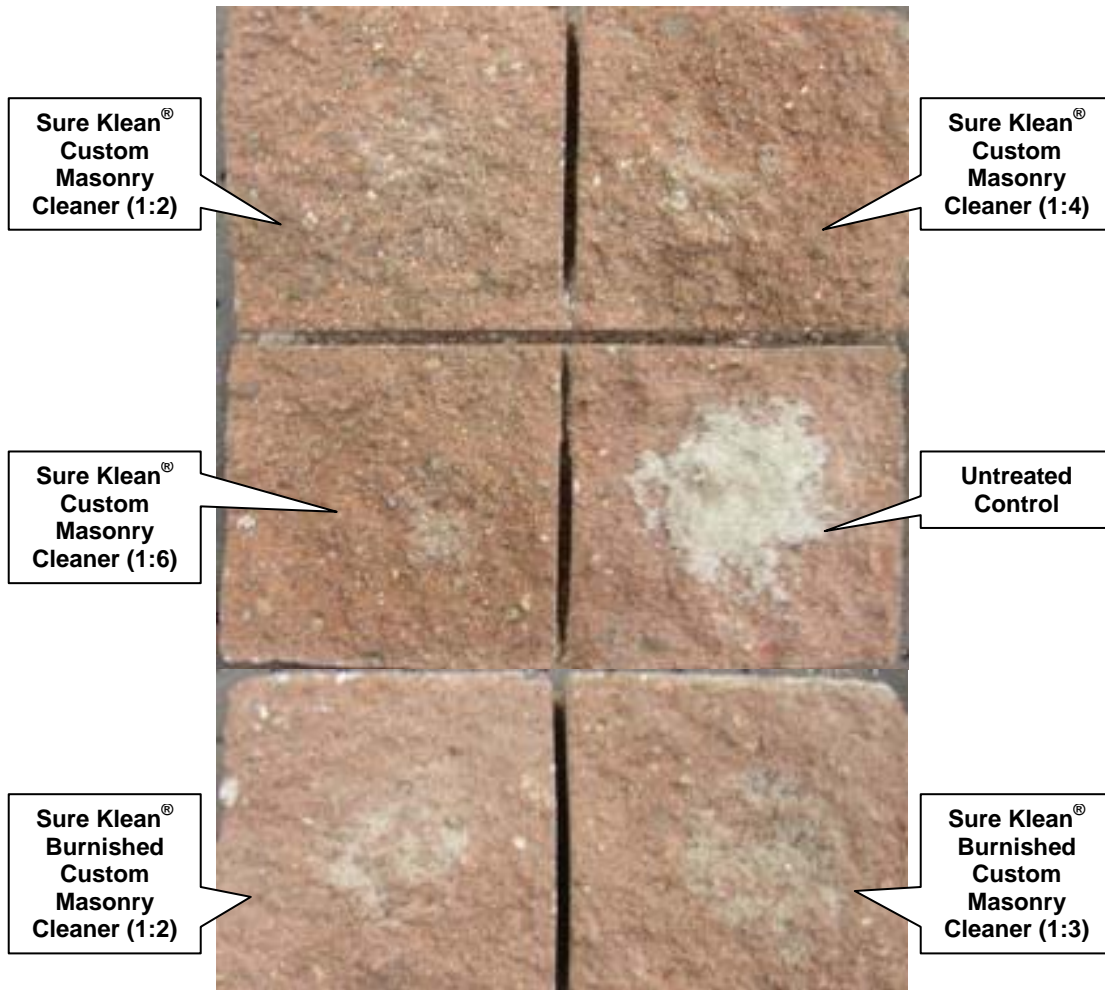 Sure Klean®
Custom
Masonry
Cleaner (1:2)
Sure Klean®
Custom
Masonry
Cleaner (1:4)
Sure Klean®
Custom
Masonry
Cleaner (1:6)
Untreated
Control
Sure Klean®
Burnished
Custom
Masonry
Cleaner (1:2)
Sure Klean®
Burnished
Custom
Masonry
Cleaner (1:3)